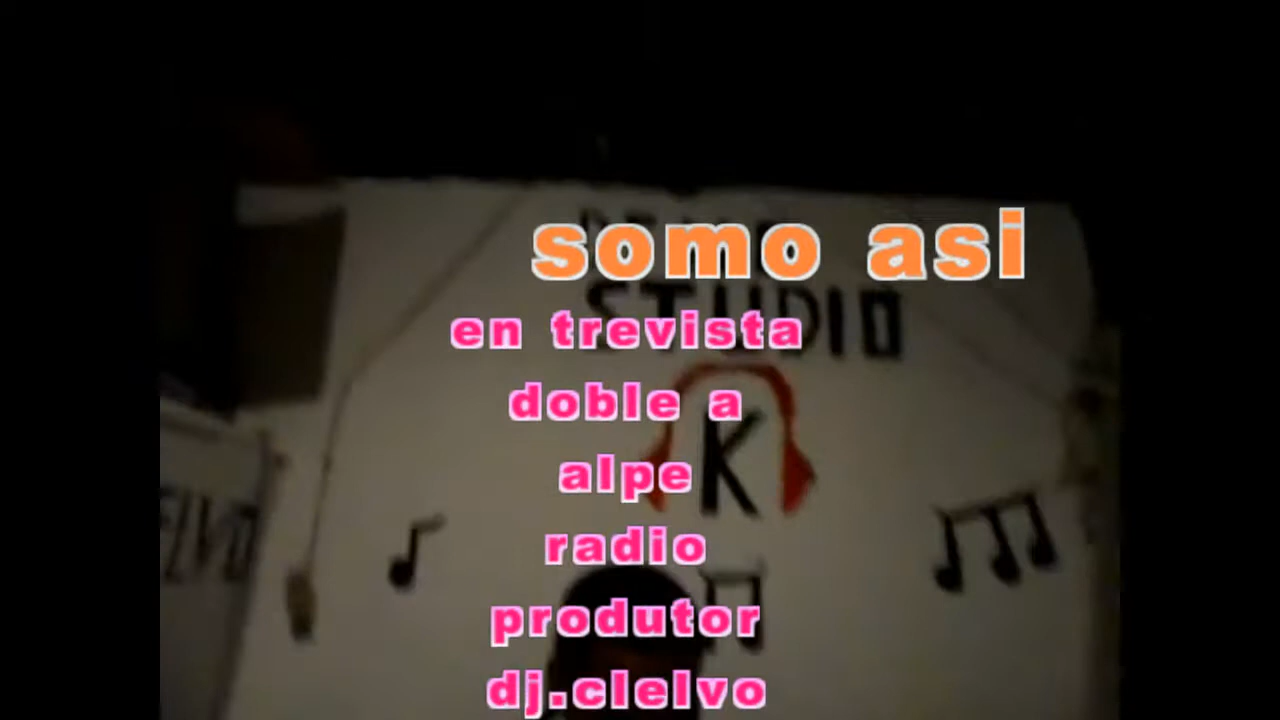 somo asi
STUDIO
en trevista
doble a
K
alpe
radio
produtor
dj.clelvo